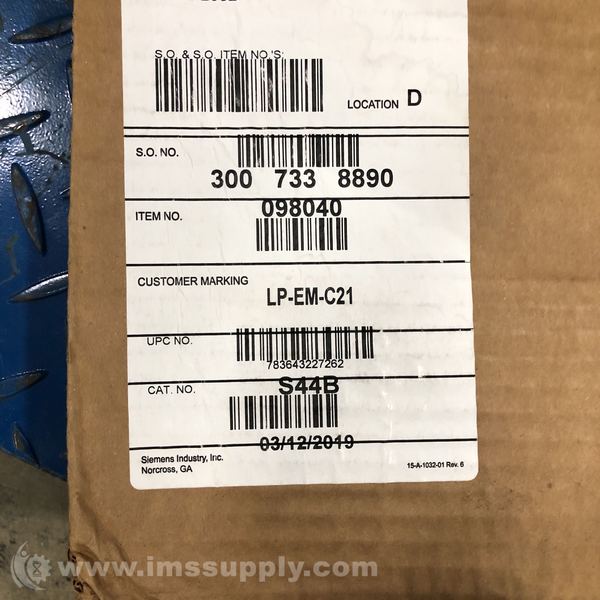 S.O. & S.O. ITEM NO.'S:
LOCATION D
S.O. NO.
300 733 8890
ITEM NO.
098040
CUSTOMER MARKING
LP-EM-C21
UPC NO.
783643227262
CAT. NO.
S44B
03/12/2019
Siemens Industry, Inc.
Norcross, GA
15-A-1032-01 Rev. 6
www.imssupply.com